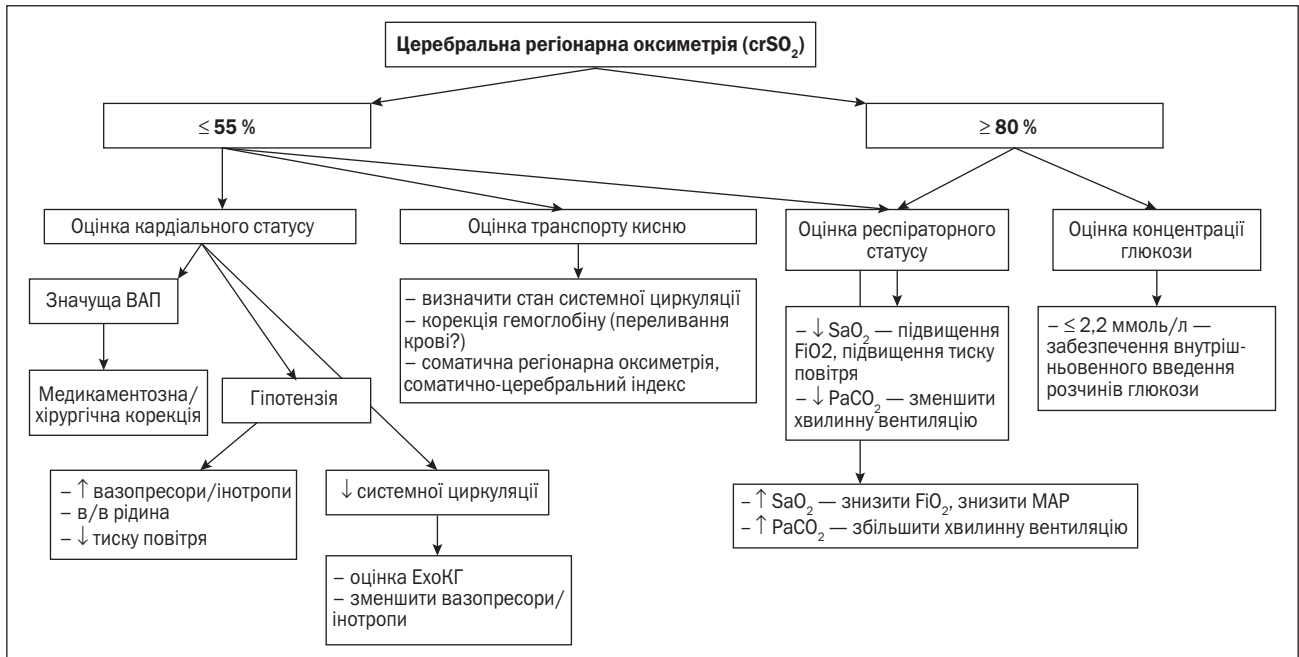 Церебральна регіонарна оксиметрія (crSO₂)
≤ 55 %
≥ 80 %
Оцінка кардіального статусу
Оцінка транспорту кисню
Оцінка респіраторного
статусу
Оцінка концентрації
глюкози
Значуща ВАП
– визначити стан системної циркуляції
– корекція гемоглобіну (переливання
крові?)
– соматична регіонарна оксиметрія,
соматично-церебральний індекс
– ↓ SaO₂ — підвищення
FiO2, підвищення тиску
повітря
– ↓ PaCO₂ — зменшити
хвилинну вентиляцію
– ≤ 2,2 ммоль/л —
забезпечення внутріш-
ньовенного введення
розчинів глюкози
Медикаментозна/
хірургічна корекція
Гіпотензія
– ↑ вазопресори/інотропи
– в/в рідина
– ↓ тиску повітря
↓ системної циркуляції
– ↑ SaO₂ — знизити FiO₂, знизити MAP
– ↑ PaCO₂ — збільшити хвилинну вентиляцію
– оцінка ЕхоКГ
– зменшити вазопресори/
інотропи